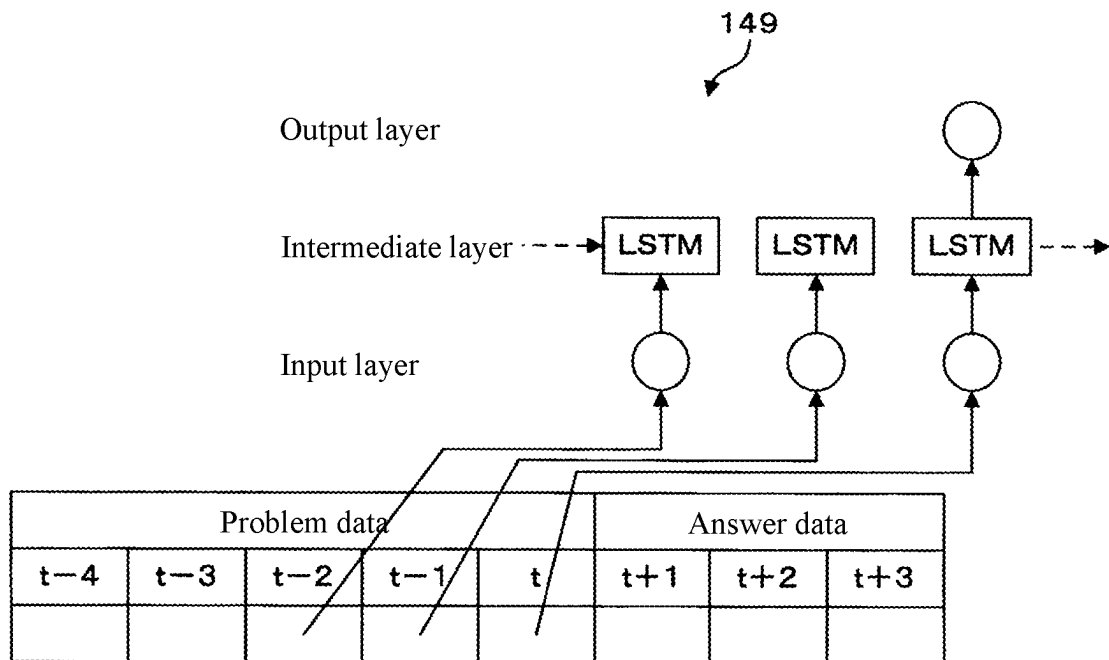 149
Output layer
Intermediate layer LSTM LSTM LSTM
Input layer
Problem data Answer data
t−4 t−3 t−2 t−1 t t+1 t+2 t+3